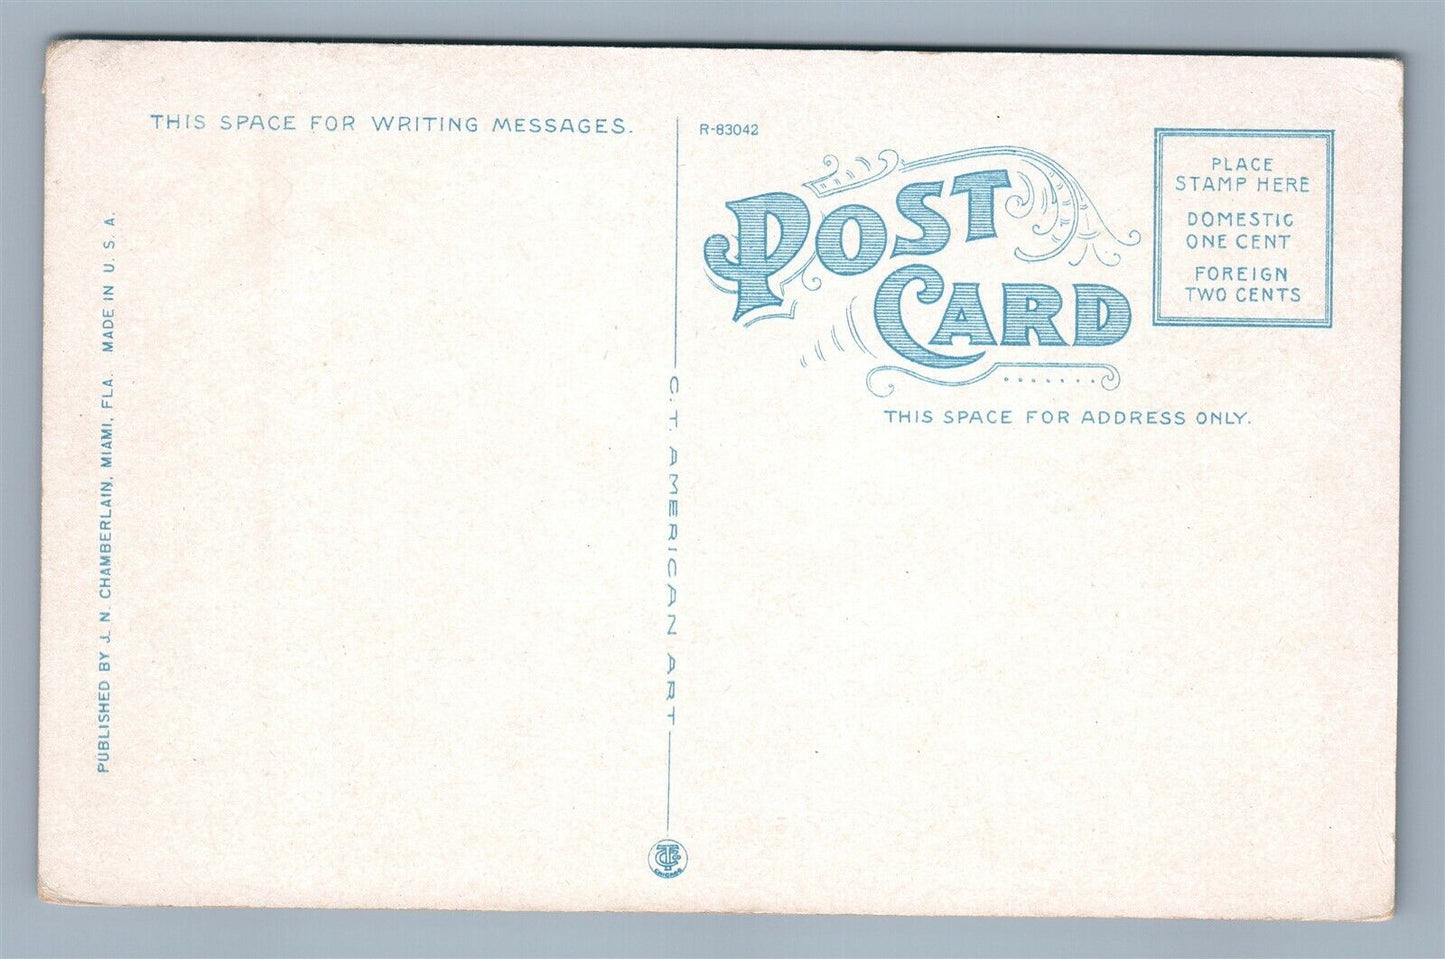 THIS SPACE FOR WRITING MESSAGES.
PUBLISHED BY J. N. CHAMBERLAIN, MIAMI, FLA. MADE IN U. S. A.
C. T. AMERICAN ART
CHICAGO
R-83042
POST
CARD
THIS SPACE FOR ADDRESS ONLY.
PLACE
STAMP HERE
DOMESTIC
ONE CENT
FOREIGN
TWO CENTS